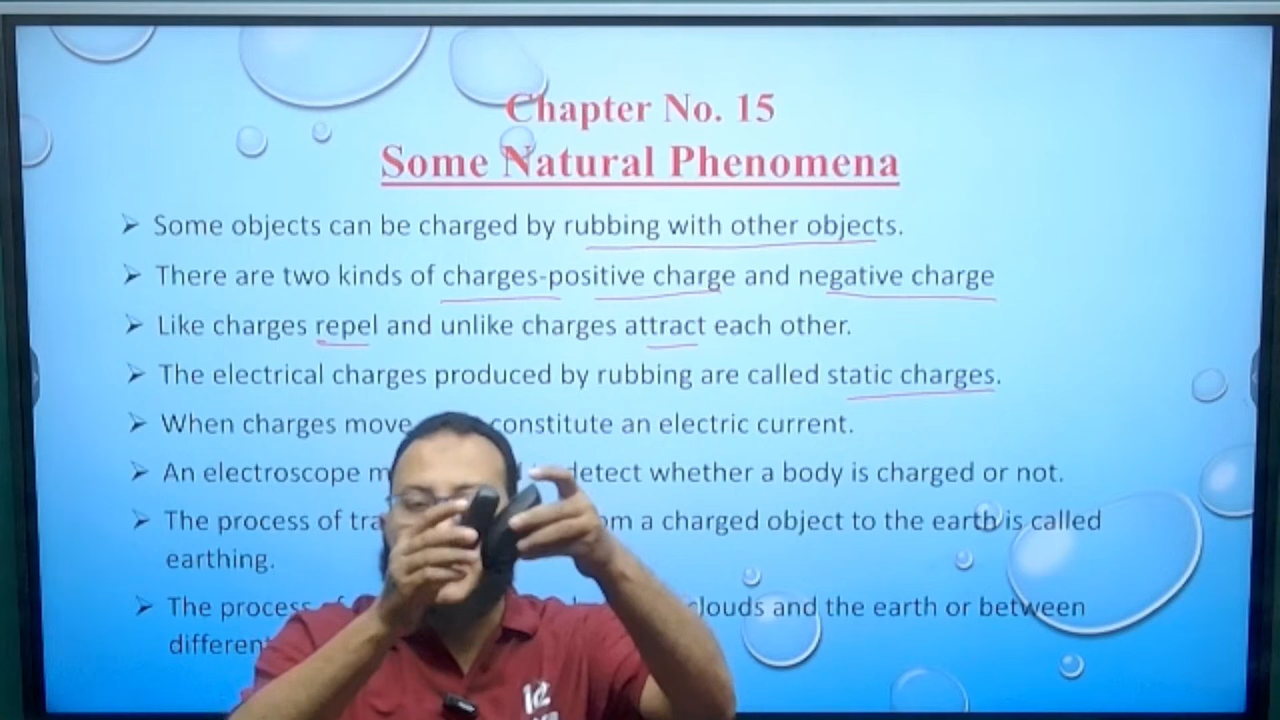 Chapter No. 15
Some Natural Phenomena
➢ Some objects can be charged by rubbing with other objects.
➢ There are two kinds of charges-positive charge and negative charge
➢ Like charges repel and unlike charges attract each other.
➢ The electrical charges produced by rubbing are called static charges.
➢ When charges move constitute an electric current.
➢ An electroscope detect whether a body is charged or not.
➢ The process of a charged object to the earth is called
earthing.
➢ The process clouds and the earth or between